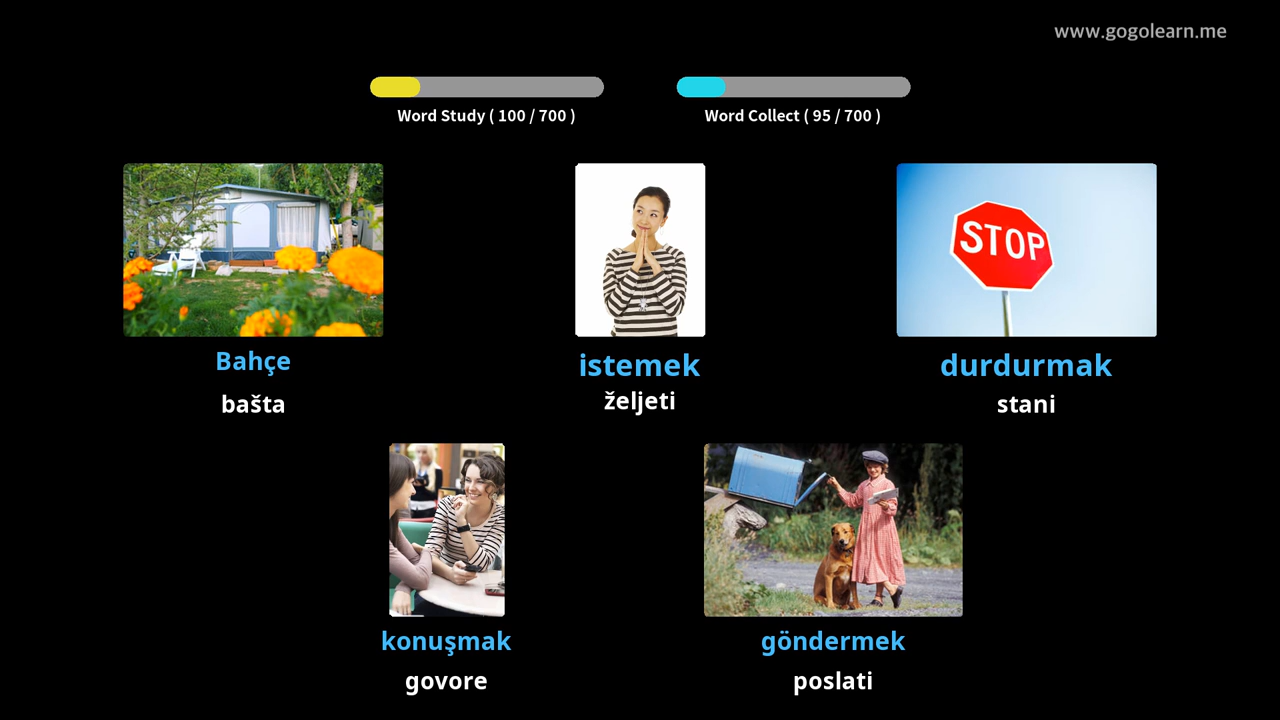 www.gogolearn.me
Word Study ( 100 / 700 )
Word Collect ( 95 / 700 )
STOP
Bahçe
bašta
istemek
željeti
durdurmak
stani
konuşmak
govore
göndermek
poslati